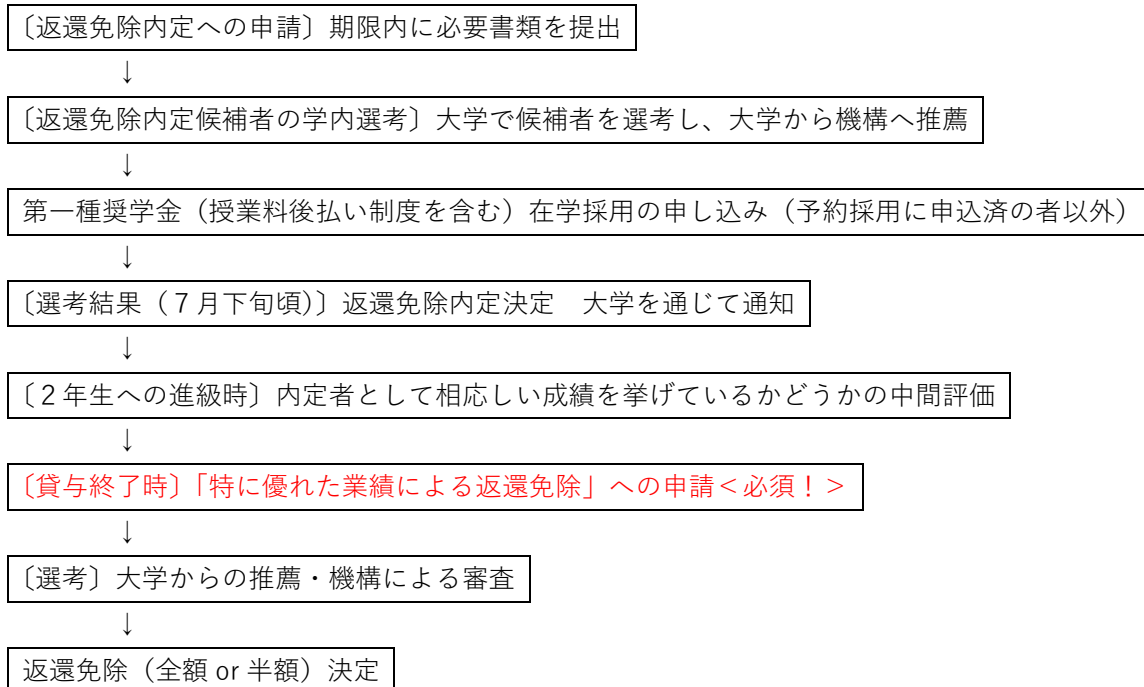 〔返還免除内定への申請〕期限内に必要書類を提出
↓
〔返還免除内定候補者の学内選考〕大学で候補者を選考し、大学から機構へ推薦
↓
第一種奨学金（授業料後払い制度を含む）在学採用の申し込み（予約採用に申込済の者以外）
↓
〔選考結果（７月下旬頃）〕返還免除内定決定　大学を通じて通知
↓
〔２年生への進級時〕内定者として相応しい成績を挙げているかどうかの中間評価
↓
〔貸与終了時〕「特に優れた業績による返還免除」への申請＜必須！＞
↓
〔選考〕大学からの推薦・機構による審査
↓
返還免除（全額 or 半額）決定